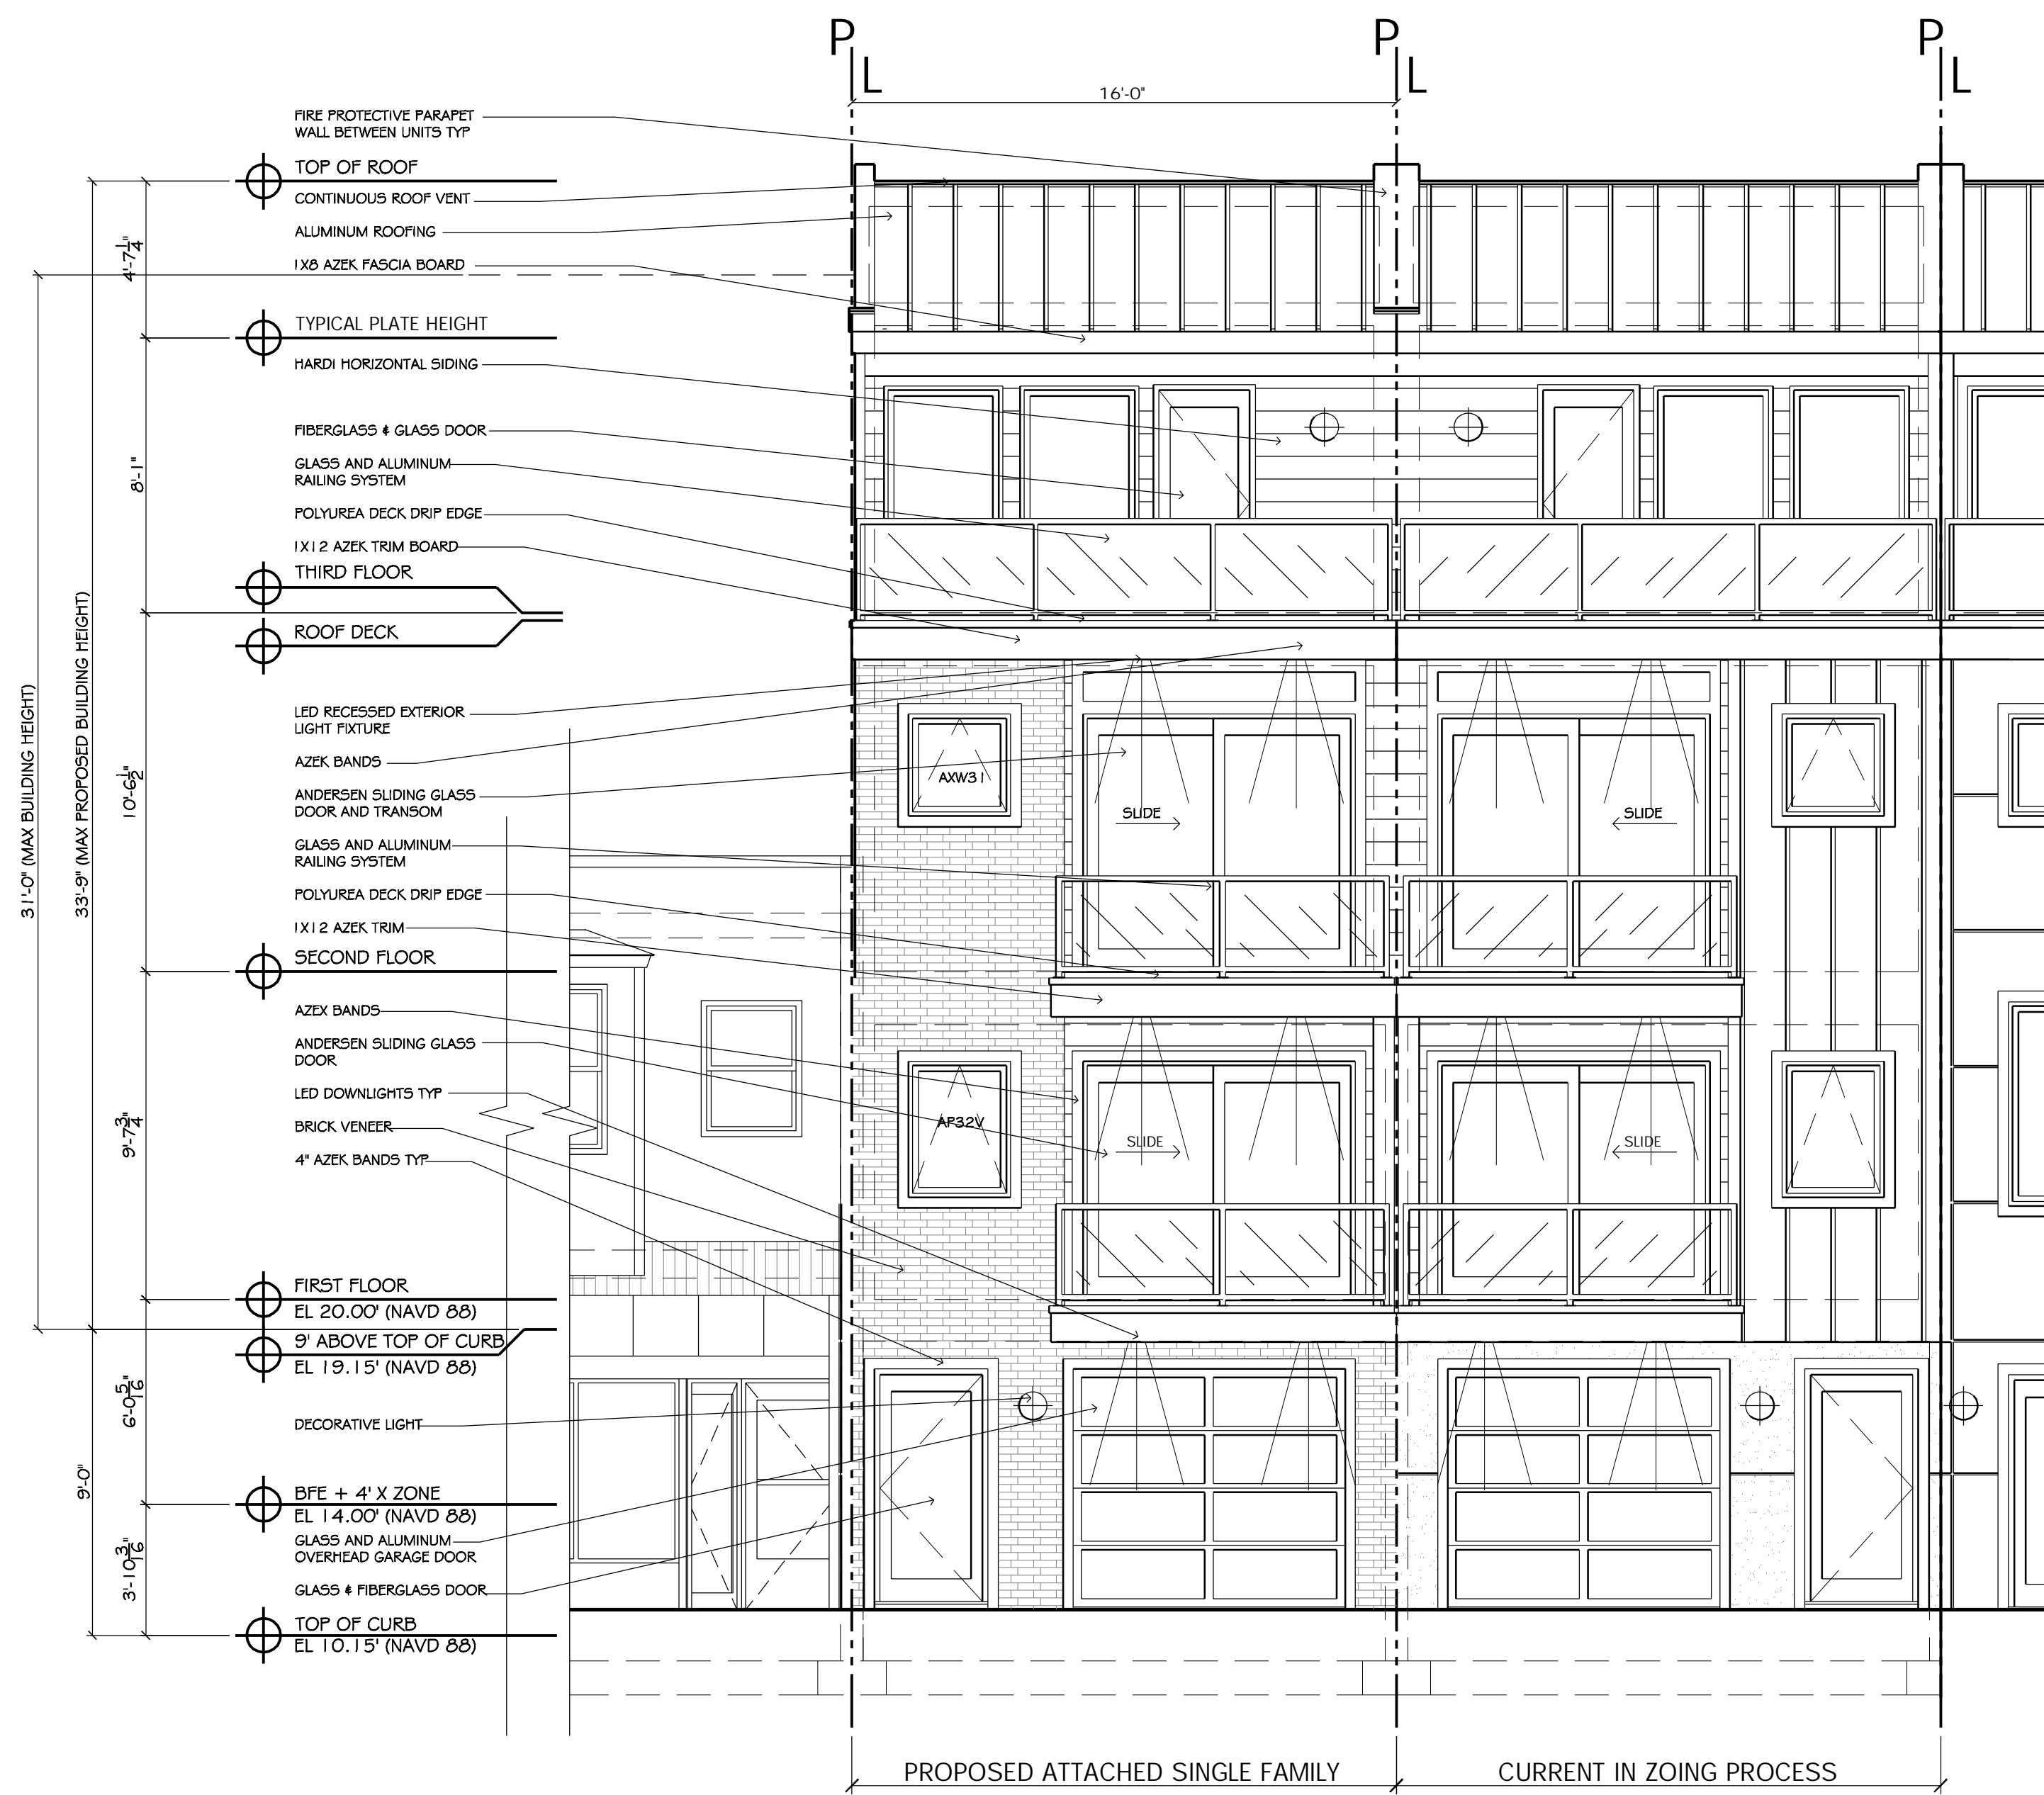 P L
P L
P L
16'-0"
FIRE PROTECTIVE PARAPET
WALL BETWEEN UNITS TYP
TOP OF ROOF
CONTINUOUS ROOF VENT
ALUMINUM ROOFING
1X8 AZEK FASCIA BOARD
TYPICAL PLATE HEIGHT
HARDI HORIZONTAL SIDING
FIBERGLASS & GLASS DOOR
GLASS AND ALUMINUM
RAILING SYSTEM
POLYUREA DECK DRIP EDGE
1X12 AZEK TRIM BOARD
THIRD FLOOR
ROOF DECK
LED RECESSED EXTERIOR
LIGHT FIXTURE
AZEK BANDS
ANDERSEN SLIDING GLASS
DOOR AND TRANSOM
GLASS AND ALUMINUM
RAILING SYSTEM
POLYUREA DECK DRIP EDGE
1X12 AZEK TRIM
SECOND FLOOR
AZEX BANDS
ANDERSEN SLIDING GLASS
DOOR
LED DOWNLIGHTS TYP
BRICK VENEER
4" AZEK BANDS TYP
FIRST FLOOR
EL 20.00' (NAVD 88)
9' ABOVE TOP OF CURB
EL 19.15' (NAVD 88)
DECORATIVE LIGHT
BFE + 4' X ZONE
EL 14.00' (NAVD 88)
GLASS AND ALUMINUM
OVERHEAD GARAGE DOOR
GLASS & FIBERGLASS DOOR
TOP OF CURB
EL 10.15' (NAVD 88)
31'-0" (MAX BUILDING HEIGHT)
33'-9" (MAX PROPOSED BUILDING HEIGHT)
9'-0"
4'-7 1/4"
8'-1"
10'-6 1/2"
9'-7 3/4"
6'-0 5/16"
3'-10 3/16"
AXW31
SLIDE
SLIDE
AP32V
SLIDE
SLIDE
PROPOSED ATTACHED SINGLE FAMILY
CURRENT IN ZOING PROCESS